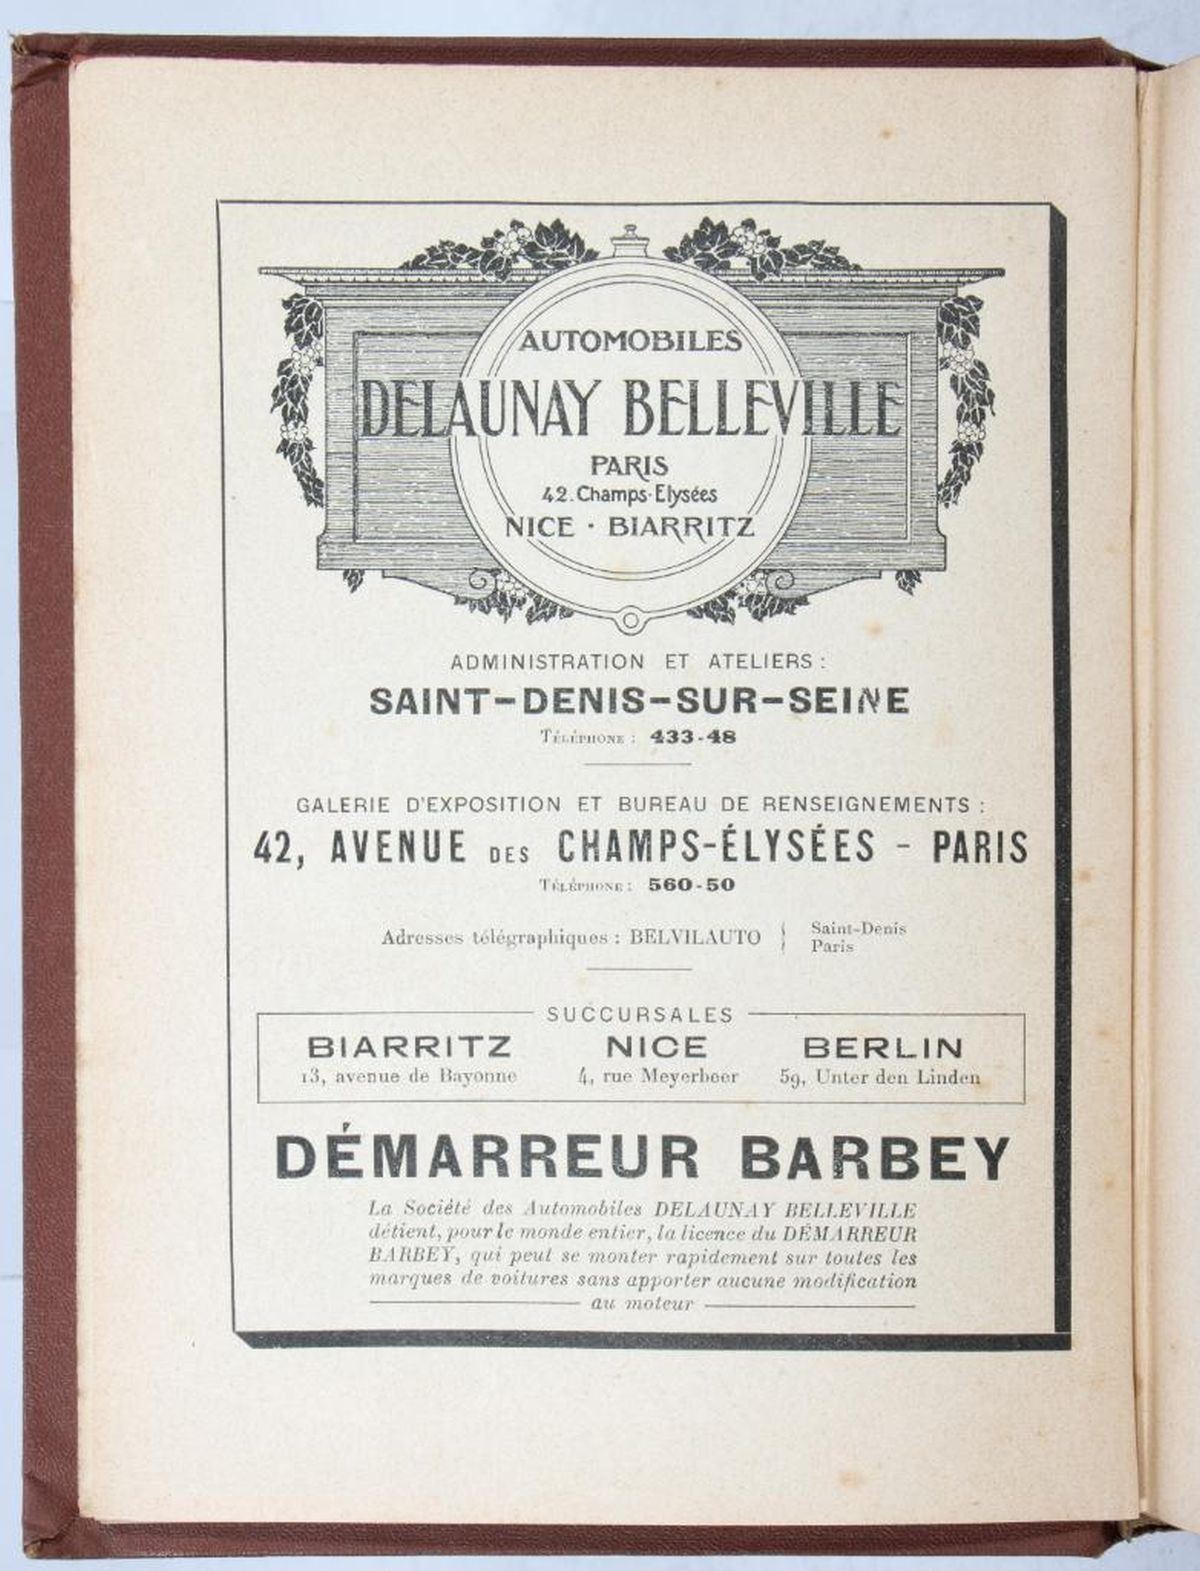 AUTOMOBILES
DELAUNAY BELLEVILLE
PARIS
42. Champs-Elysées
NICE · BIARRITZ
ADMINISTRATION ET ATELIERS :
SAINT-DENIS-SUR-SEINE
TÉLÉPHONE : 433-48
GALERIE D'EXPOSITION ET BUREAU DE RENSEIGNEMENTS :
42, AVENUE DES CHAMPS-ÉLYSÉES - PARIS
TÉLÉPHONE : 560-50
Adresses télégraphiques : BELVILAUTO } Saint-Denis
Paris
SUCCURSALES
BIARRITZ NICE BERLIN
13, avenue de Bayonne 4, rue Meyerbeer 59, Unter den Linden
DÉMARREUR BARBEY
La Société des Automobiles DELAUNAY BELLEVILLE
détient, pour le monde entier, la licence du DÉMARREUR
BARBEY, qui peut se monter rapidement sur toutes les
marques de voitures sans apporter aucune modification
au moteur